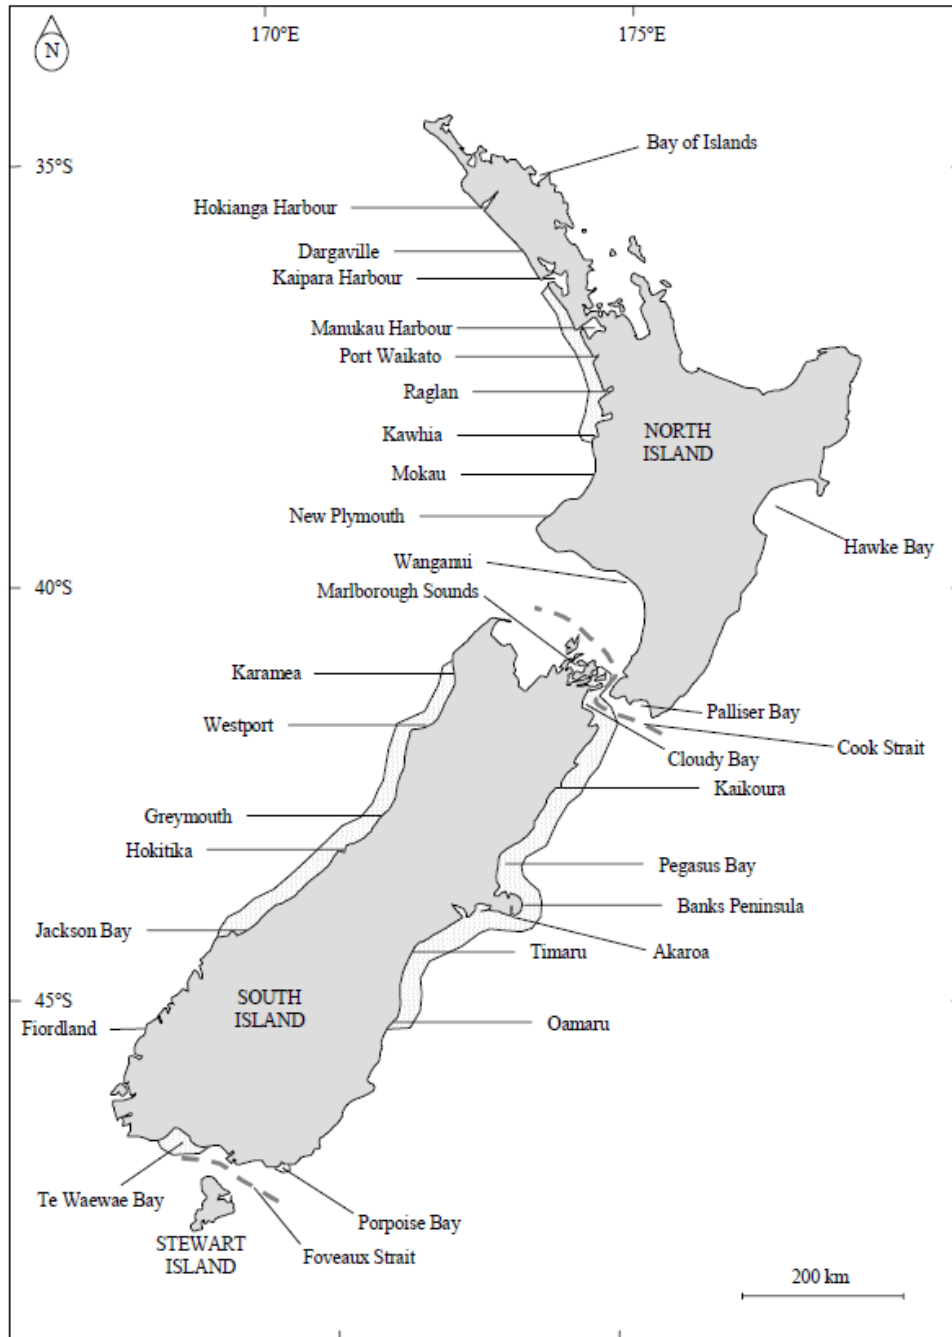 170°E
175°E
N
Bay of Islands
35°S
Hokianga Harbour
Dargaville
Kaipara Harbour
Manukau Harbour
Port Waikato
Raglan
Kawhia
NORTH
ISLAND
Mokau
New Plymouth
Hawke Bay
Wanganui
40°S
Marlborough Sounds
Karamea
Palliser Bay
Westport
Cook Strait
Cloudy Bay
Kaikoura
Greymouth
Hokitika
Pegasus Bay
Banks Peninsula
Jackson Bay
Timaru
Akaroa
45°S
SOUTH
ISLAND
Fiordland
Oamaru
Te Waewae Bay
Porpoise Bay
STEWART
ISLAND
Foveaux Strait
200 km